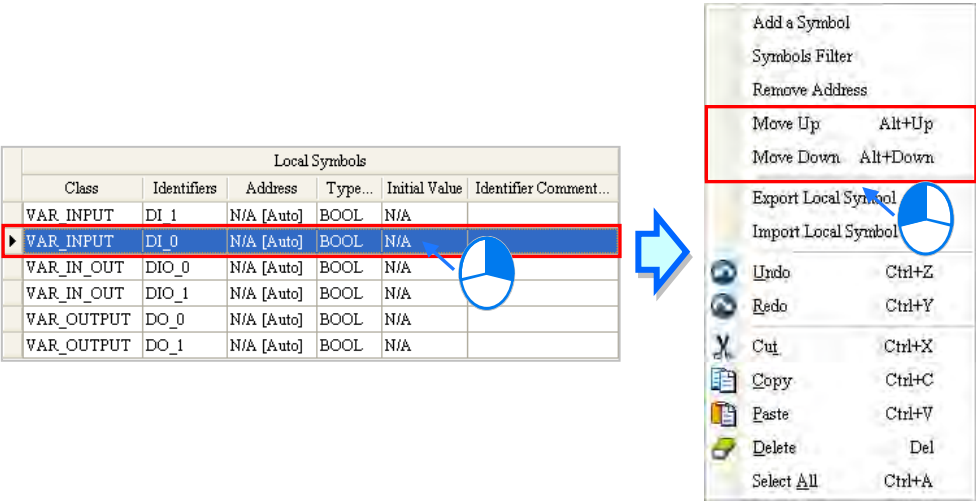 Local Symbols
Class Identifiers Address Type... Initial Value Identifier Comment...
VAR_INPUT DI_1 N/A [Auto] BOOL N/A
VAR_INPUT DI_0 N/A [Auto] BOOL N/A
VAR_IN_OUT DIO_0 N/A [Auto] BOOL N/A
VAR_IN_OUT DIO_1 N/A [Auto] BOOL N/A
VAR_OUTPUT DO_0 N/A [Auto] BOOL N/A
VAR_OUTPUT DO_1 N/A [Auto] BOOL N/A
Add a Symbol
Symbols Filter
Remove Address
Move Up Alt+Up
Move Down Alt+Down
Export Local Symbol
Import Local Symbol
Undo Ctrl+Z
Redo Ctrl+Y
Cut Ctrl+X
Copy Ctrl+C
Paste Ctrl+V
Delete Del
Select All Ctrl+A